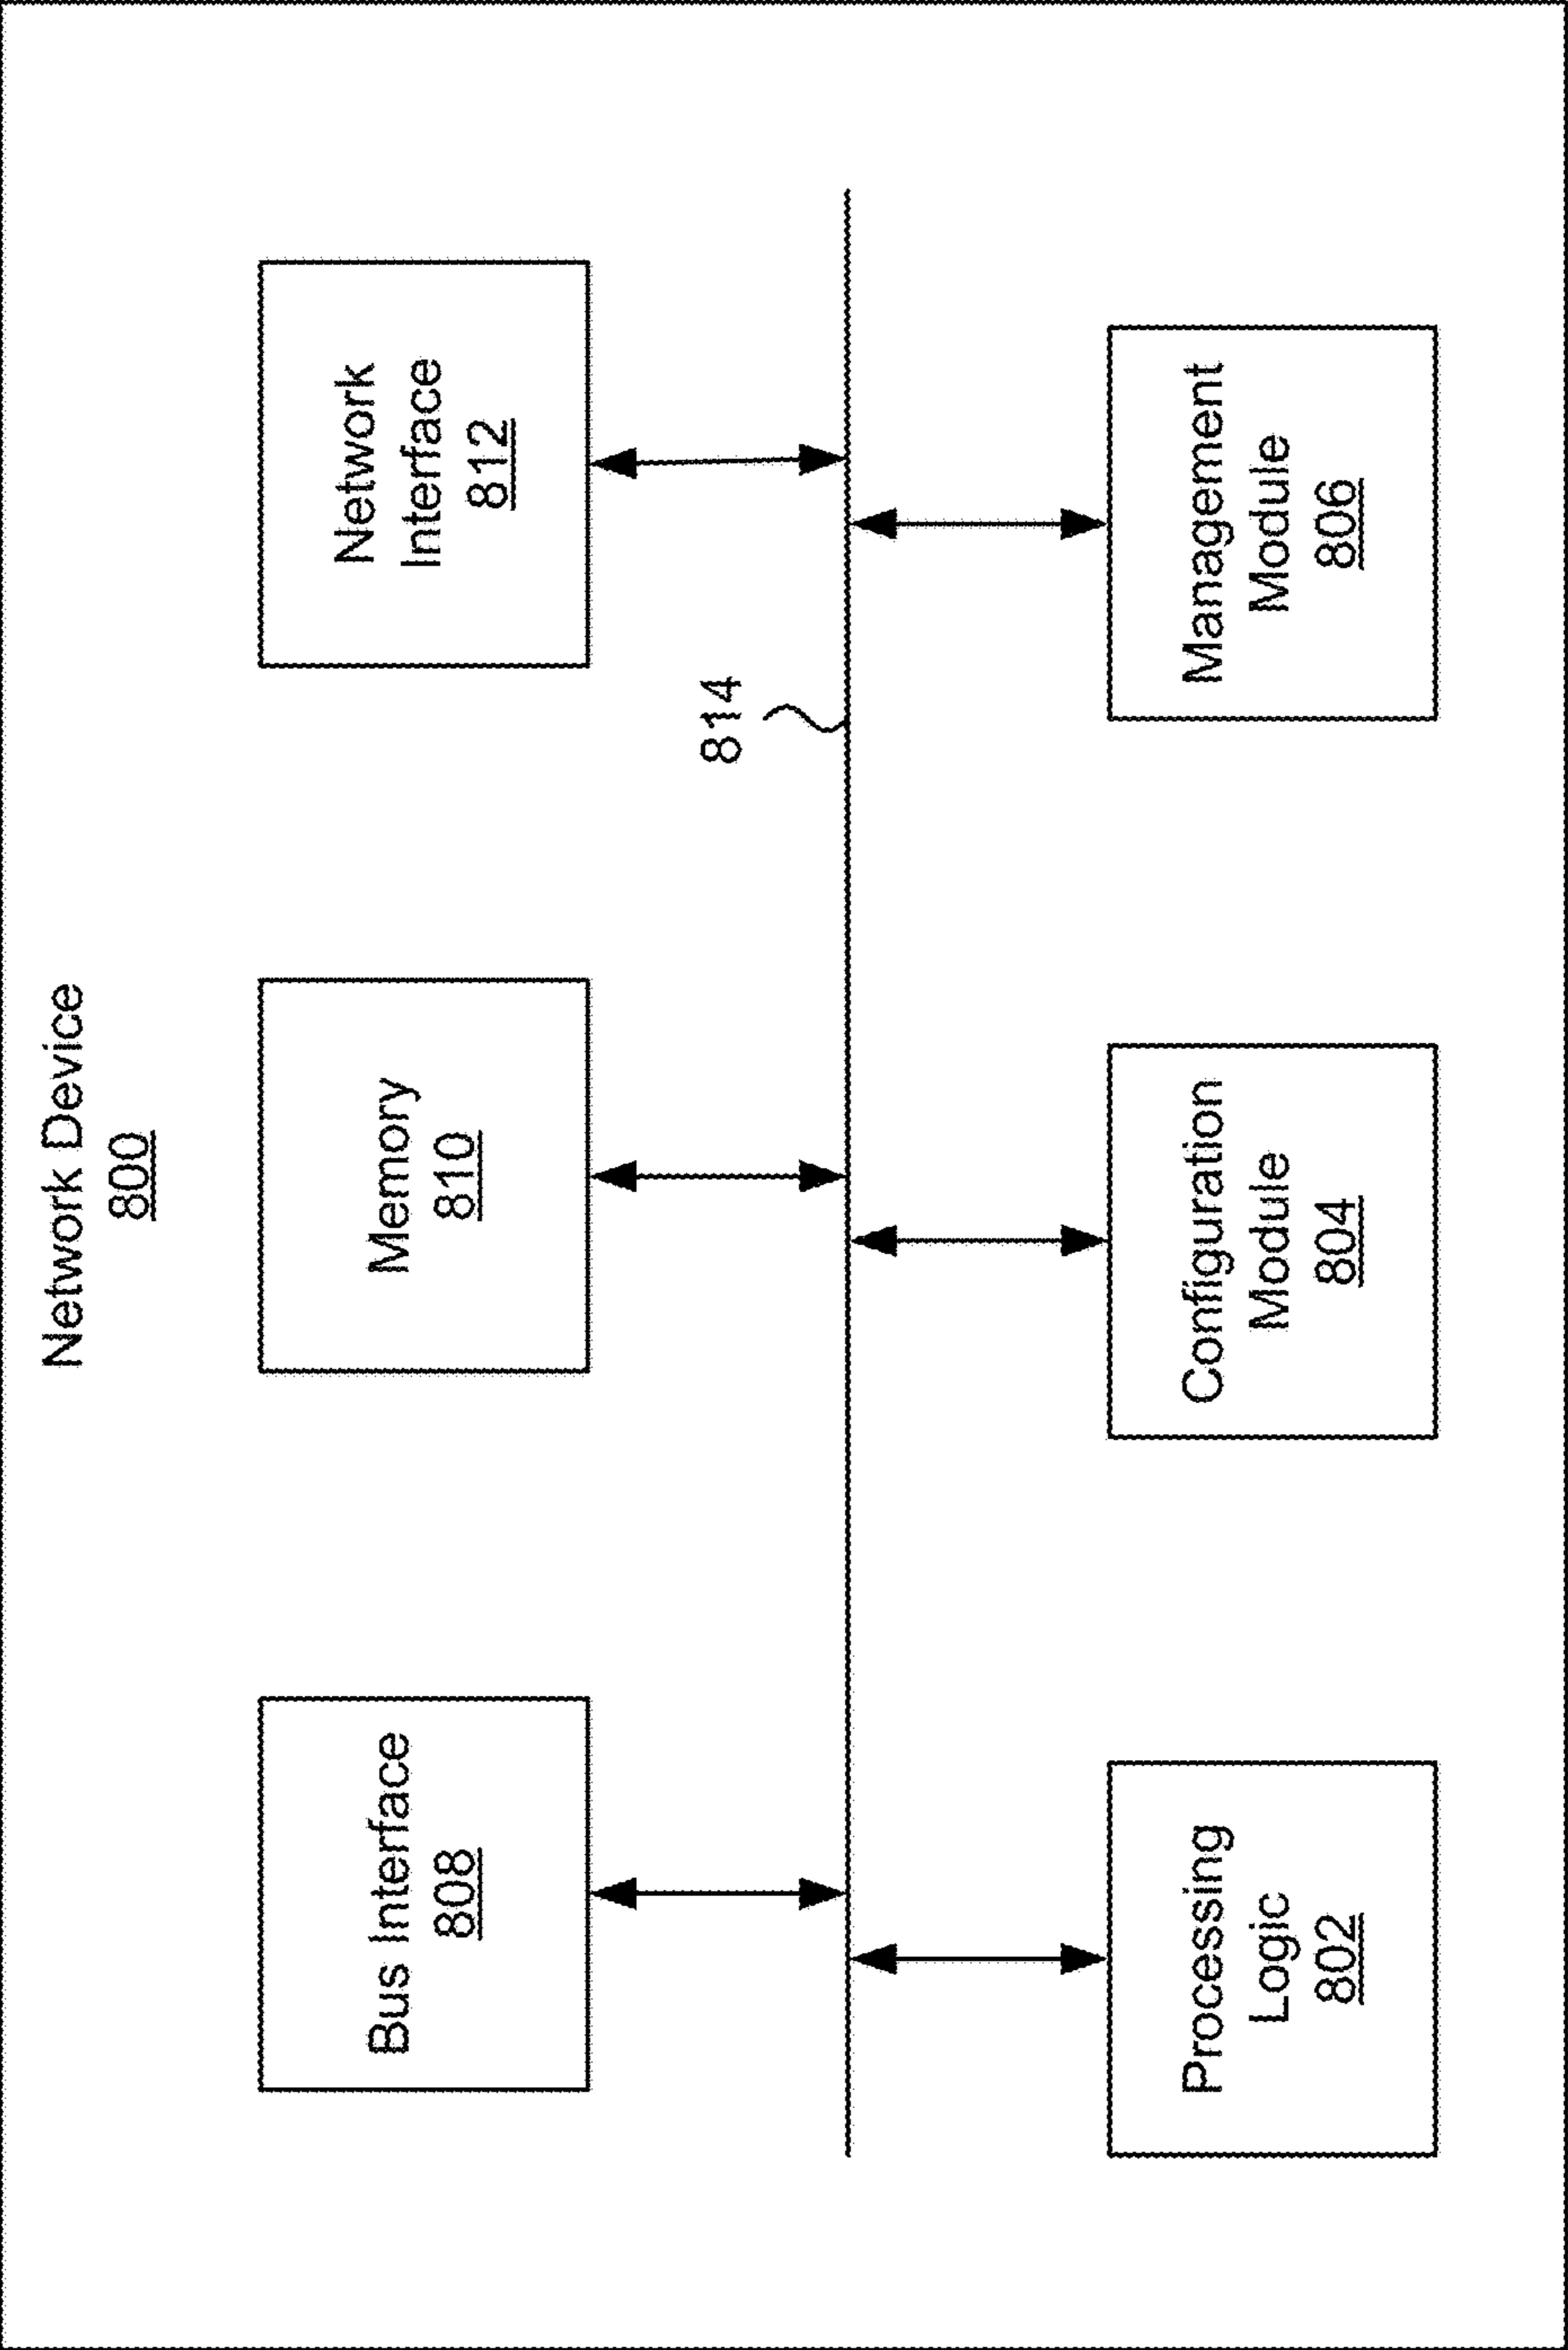 Network Device
800
Bus Interface
808
Memory
810
Network
Interface
812
814
Processing
Logic
802
Configuration
Module
804
Management
Module
806